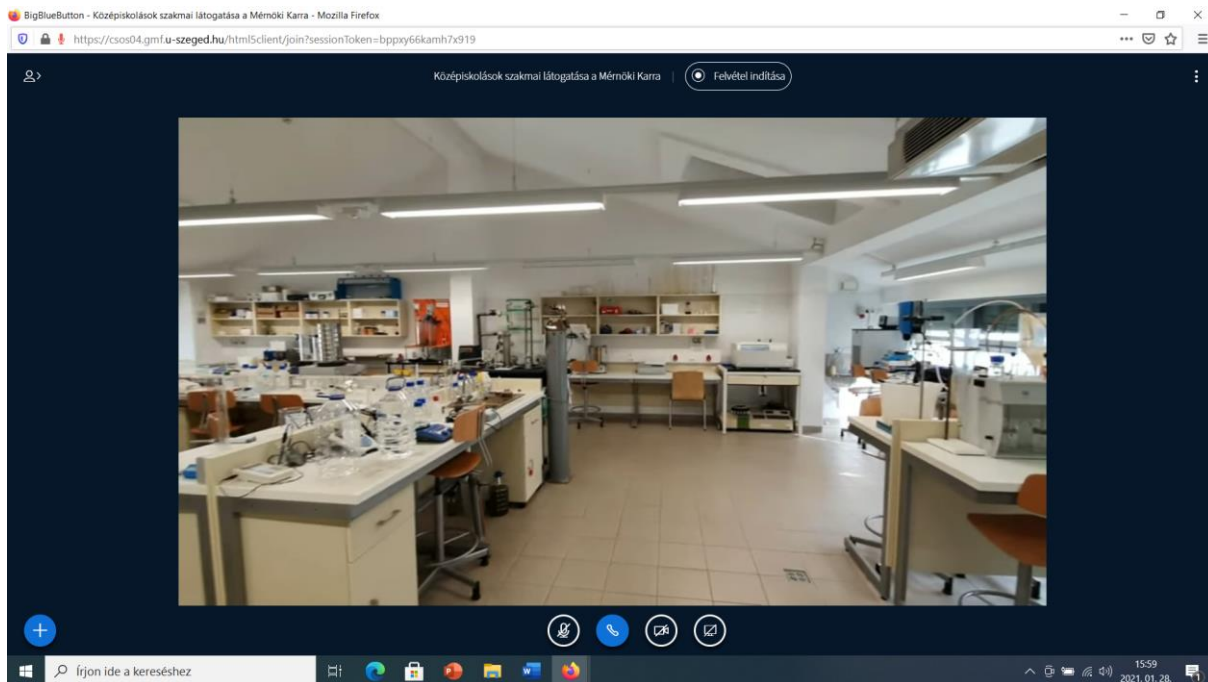 BigBlueButton - Középiskolások szakmai látogatása a Mérnöki Karra - Mozilla Firefox
https://csos04.gmf.u-szeged.hu/html5client/join?sessionToken=bppxy66kamh7x919
Középiskolások szakmai látogatása a Mérnöki Karra | Felvétel indítása
Írjon ide a kereséshez
15:59
2021. 01. 28.
1